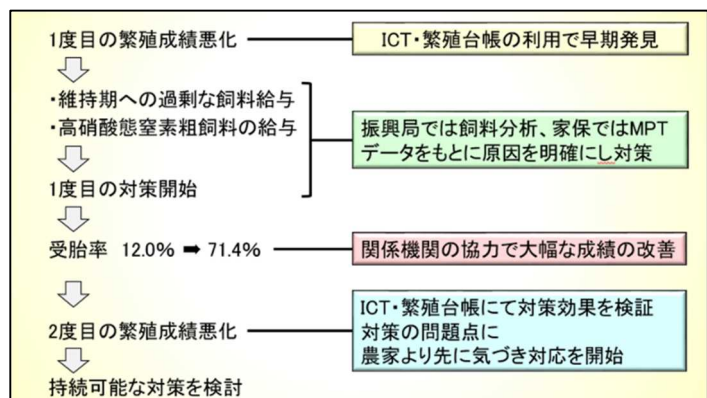 1度目の繁殖成績悪化
ICT・繁殖台帳の利用で早期発見
・維持期への過剰な飼料給与
・高硝酸態窒素粗飼料の給与
振興局では飼料分析、家保ではMPT
データをもとに原因を明確にし対策
1度目の対策開始
受胎率 12.0% ➡ 71.4%
関係機関の協力で大幅な成績の改善
2度目の繁殖成績悪化
ICT・繁殖台帳にて対策効果を検証
対策の問題点に
農家より先に気づき対応を開始
持続可能な対策を検討